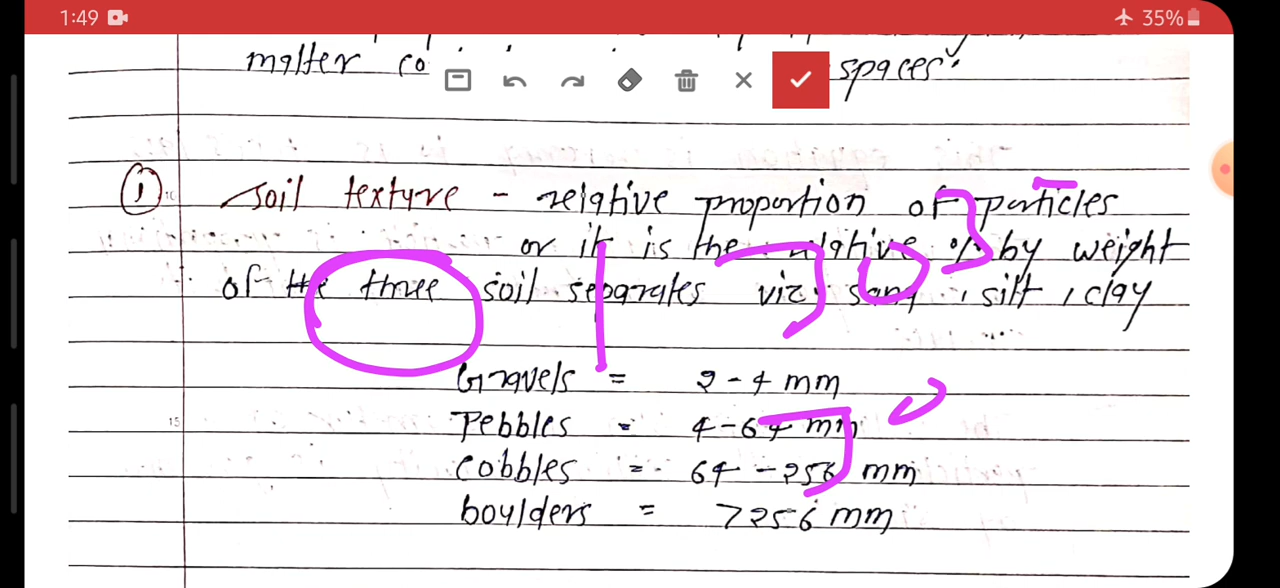 1:49 35%
matter co spaces.
① soil texture - relative proportion of particles
or it is the relative % by weight
of the three soil separates viz sand, silt, clay
Gravels = 2-4 mm
Pebbles = 4-64 mm
cobbles = 64-256 mm
boulders = >256 mm
15